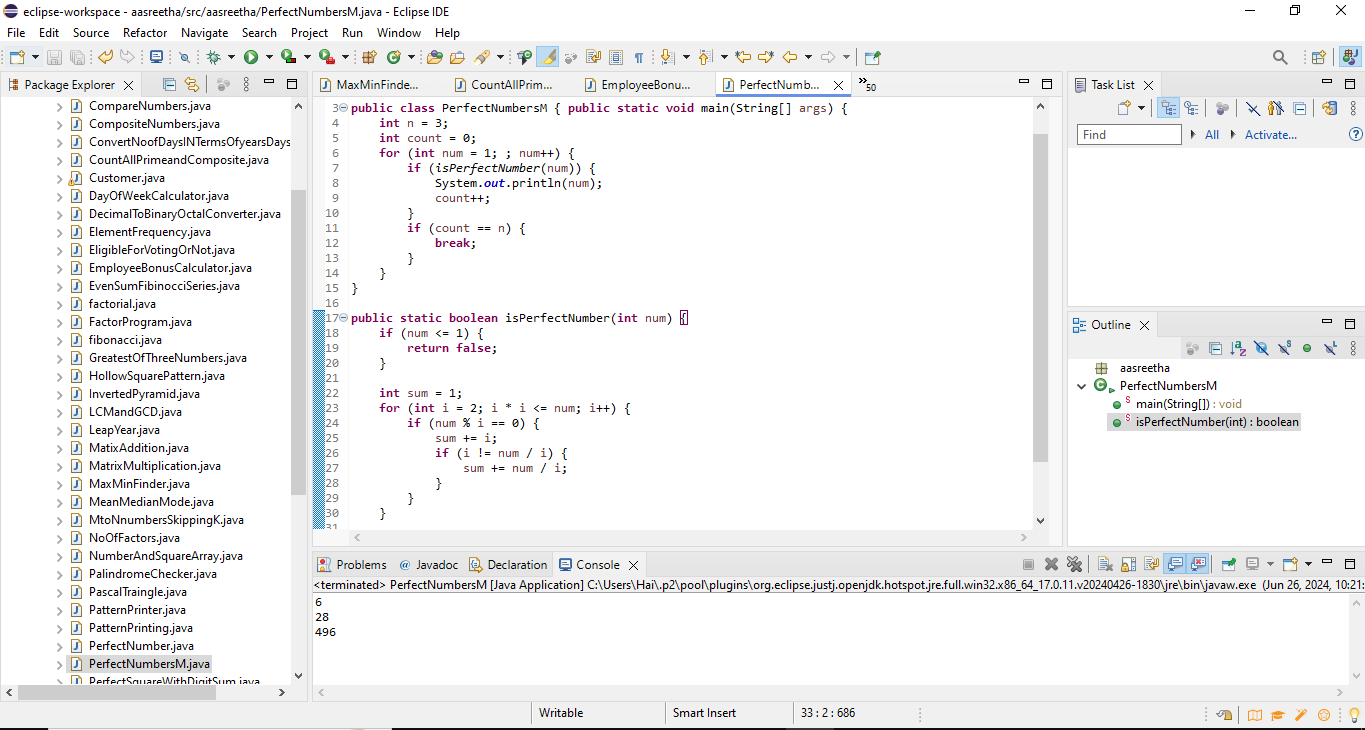 eclipse-workspace - aasreetha/src/aasreetha/PerfectNumbersM.java - Eclipse IDE
File Edit Source Refactor Navigate Search Project Run Window Help
Package Explorer
CompareNumbers.java
CompositeNumbers.java
ConvertNoofDaysINTermsOfyearsDays
CountAllPrimeandComposite.java
Customer.java
DayOfWeekCalculator.java
DecimalToBinaryOctalConverter.java
ElementFrequency.java
EligibleForVotingOrNot.java
EmployeeBonusCalculator.java
EvenSumFibinocciSeries.java
factorial.java
FactorProgram.java
fibonacci.java
GreatestOfThreeNumbers.java
HollowSquarePattern.java
InvertedPyramid.java
LCMandGCD.java
LeapYear.java
MatixAddition.java
MatrixMultiplication.java
MaxMinFinder.java
MeanMedianMode.java
MtoNnumbersSkippingK.java
NoOfFactors.java
NumberAndSquareArray.java
PalindromeChecker.java
PascalTraingle.java
PatternPrinter.java
PatternPrinting.java
PerfectNumber.java
PerfectNumbersM.java
PerfectSquareWithDigitSum.java
MaxMinFinde... CountAllPrim... EmployeeBonu... PerfectNumb... 50
3 public class PerfectNumbersM { public static void main(String[] args) {
4 int n = 3;
5 int count = 0;
6 for (int num = 1; ; num++) {
7 if (isPerfectNumber(num)) {
8 System.out.println(num);
9 count++;
10 }
11 if (count == n) {
12 break;
13 }
14 }
15 }
16
17 public static boolean isPerfectNumber(int num) {
18 if (num <= 1) {
19 return false;
20 }
21
22 int sum = 1;
23 for (int i = 2; i * i <= num; i++) {
24 if (num % i == 0) {
25 sum += i;
26 if (i != num / i) {
27 sum += num / i;
28 }
29 }
30 }
31
Problems Javadoc Declaration Console
<terminated> PerfectNumbersM [Java Application] C:\Users\Hai\.p2\pool\plugins\org.eclipse.justj.openjdk.hotspot.jre.full.win32.x86_64_17.0.11.v20240426-1830\jre\bin\javaw.exe (Jun 26, 2024, 10:21:
6
28
496
Task List
Find All Activate...
Outline
aasreetha
PerfectNumbersM
main(String[]) : void
isPerfectNumber(int) : boolean
Writable Smart Insert 33 : 2 : 686